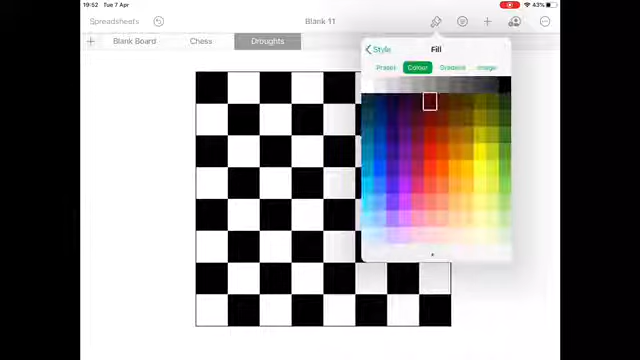 19:52 Tue 7 Apr
43%
Spreadsheets
Blank 11
Blank Board
Chess
Droughts
Style
Fill
Preset
Colour
Gradient
Image